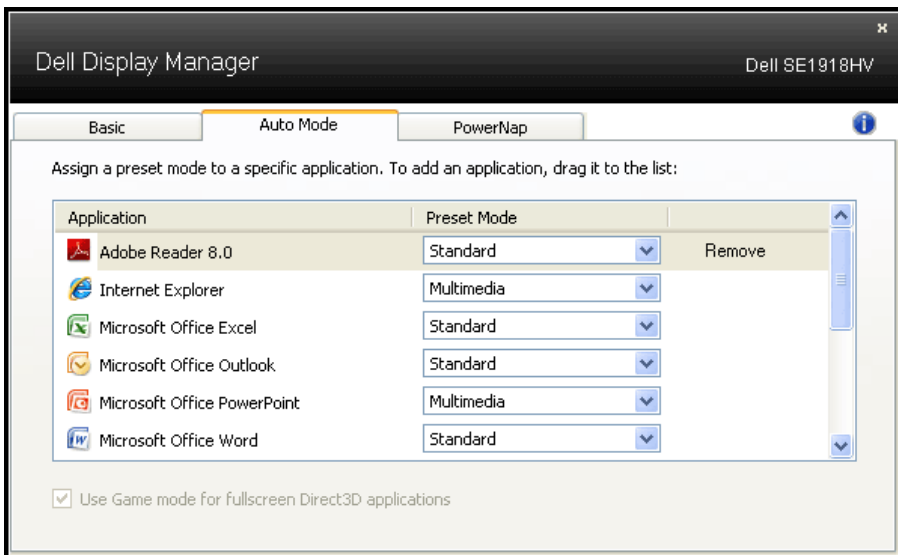 Dell Display Manager
Dell SE1918HV
Basic
Auto Mode
PowerNap
Assign a preset mode to a specific application. To add an application, drag it to the list:
Application Preset Mode
Adobe Reader 8.0 Standard Remove
Internet Explorer Multimedia
Microsoft Office Excel Standard
Microsoft Office Outlook Standard
Microsoft Office PowerPoint Multimedia
Microsoft Office Word Standard
Use Game mode for fullscreen Direct3D applications